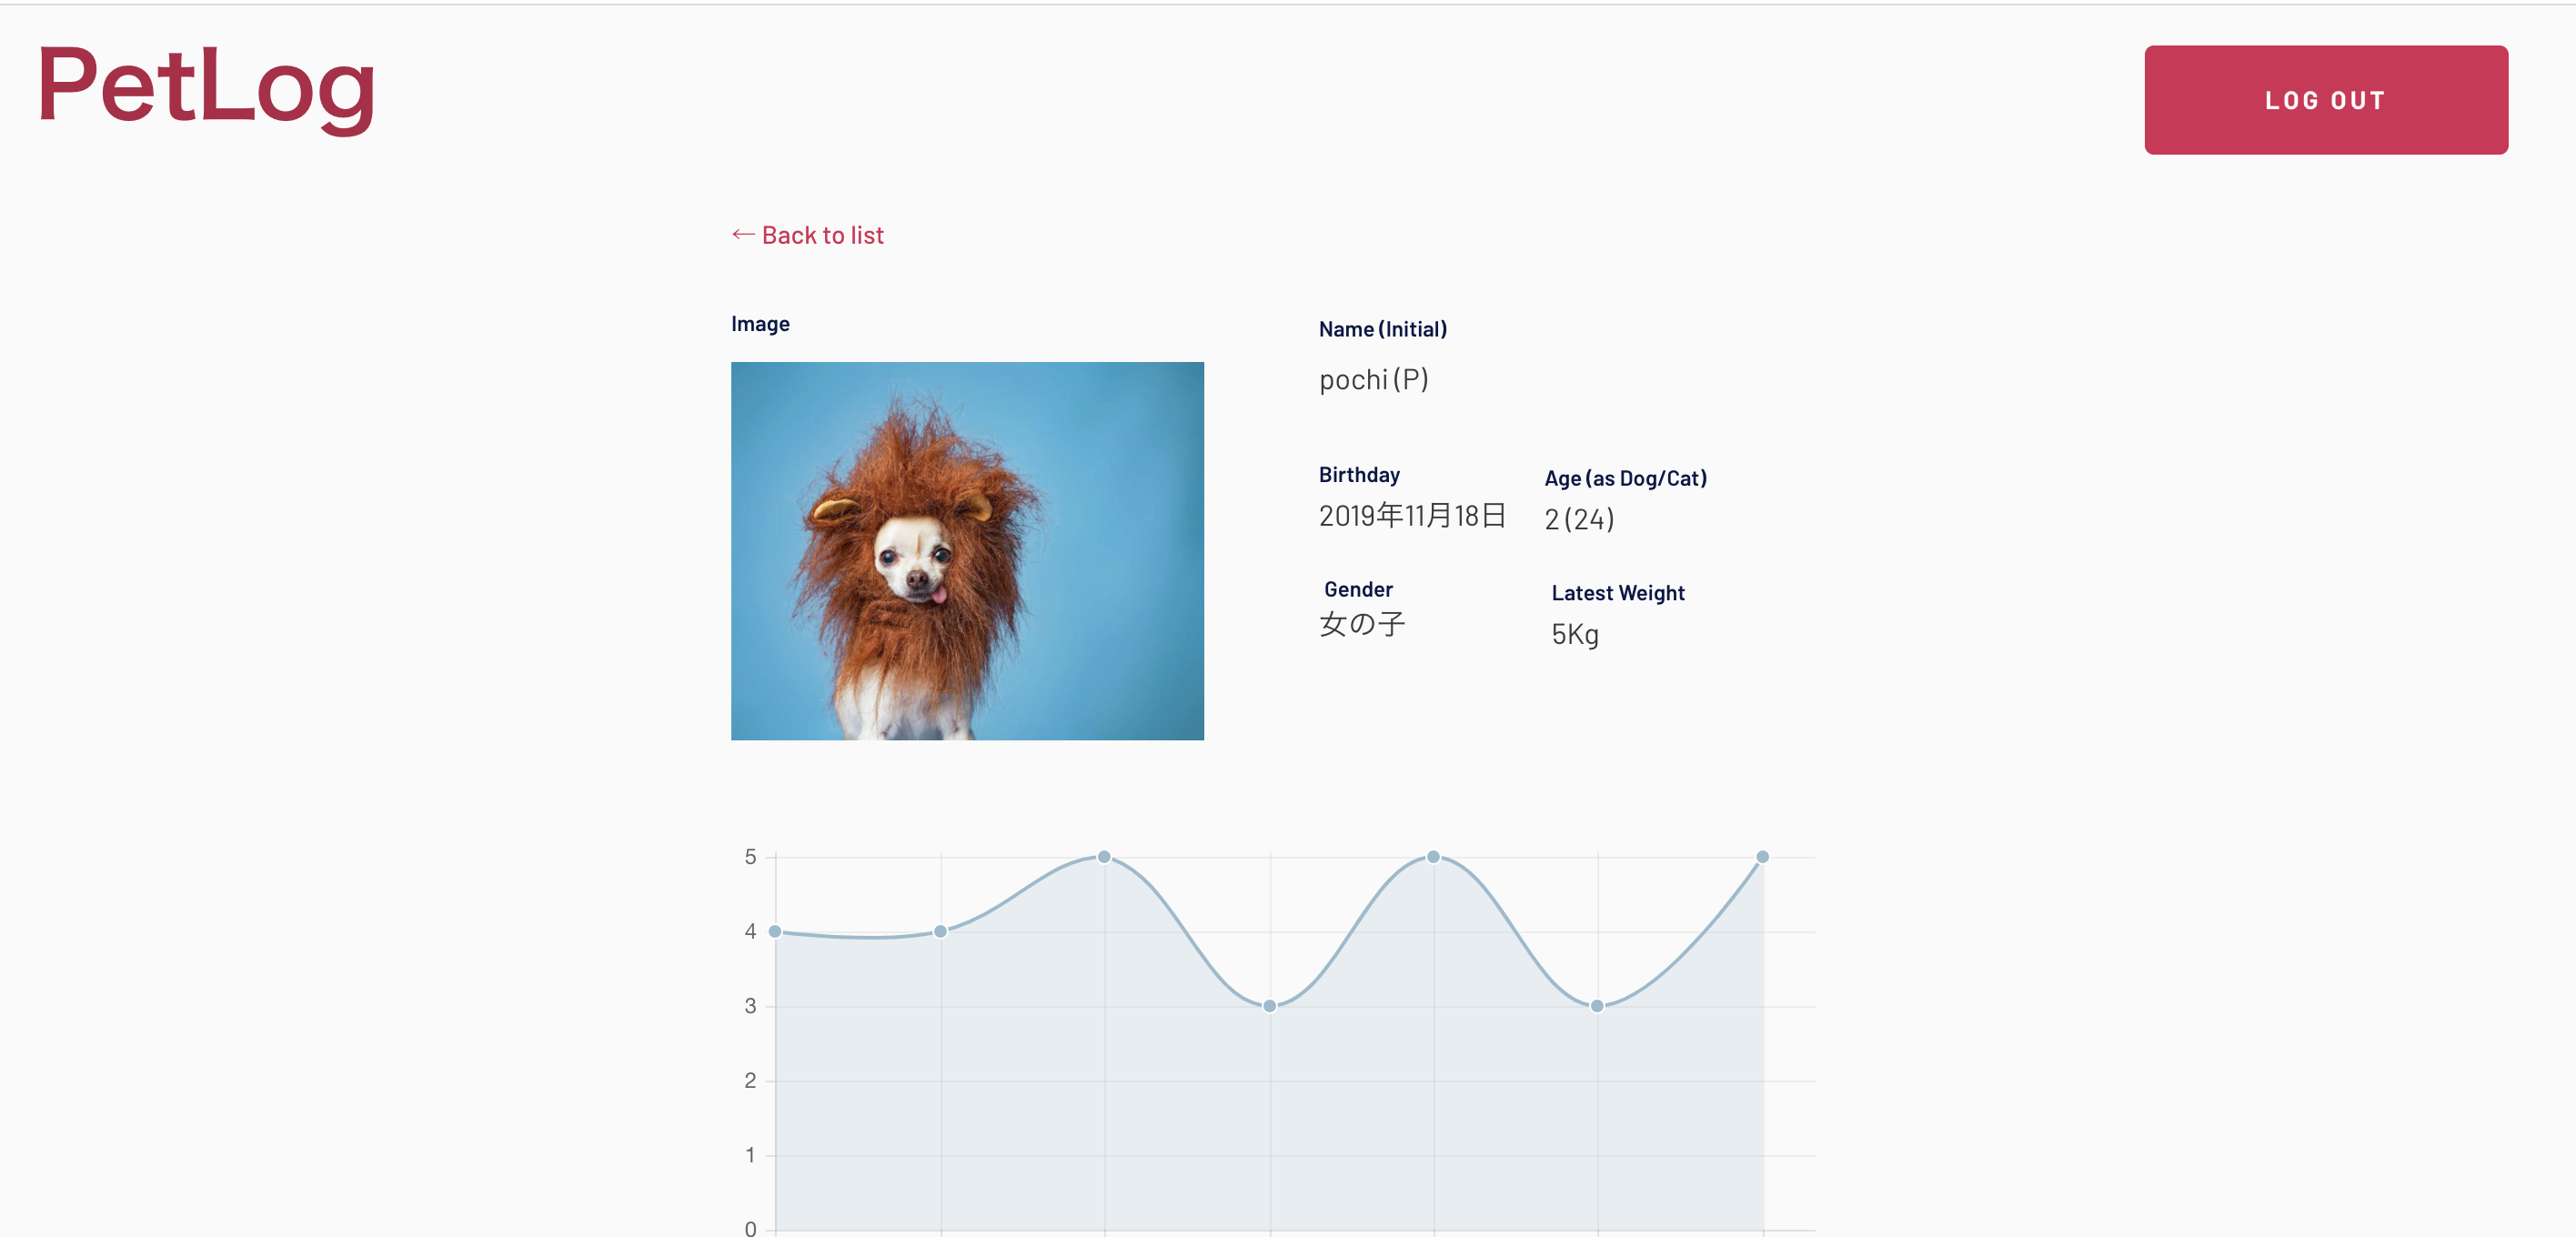 PetLog
LOG OUT
← Back to list
Image
Name (Initial)
pochi (P)
Birthday
Age (as Dog/Cat)
2019年11月18日
2 (24)
Gender
Latest Weight
女の子
5Kg
5
4
3
2
1
0